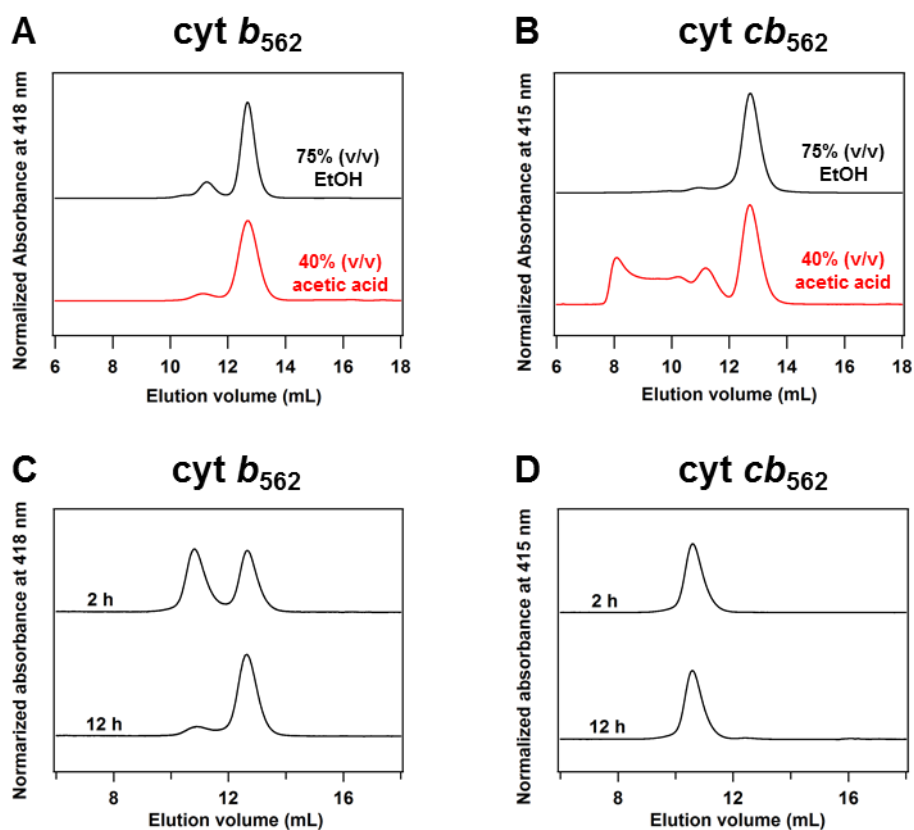 A
cyt b562
Normalized Absorbance at 418 nm
75% (v/v)
EtOH
40% (v/v)
acetic acid
6 8 10 12 14 16 18
Elution volume (mL)
B
cyt cb562
Normalized Absorbance at 415 nm
75% (v/v)
EtOH
40% (v/v)
acetic acid
6 8 10 12 14 16 18
Elution volume (mL)
C
cyt b562
Normarized absorbance at 418 nm
2 h
12 h
8 12 16
Elution volume (mL)
D
cyt cb562
Normalized absorbance at 415 nm
2 h
12 h
8 12 16
Elution volume (mL)